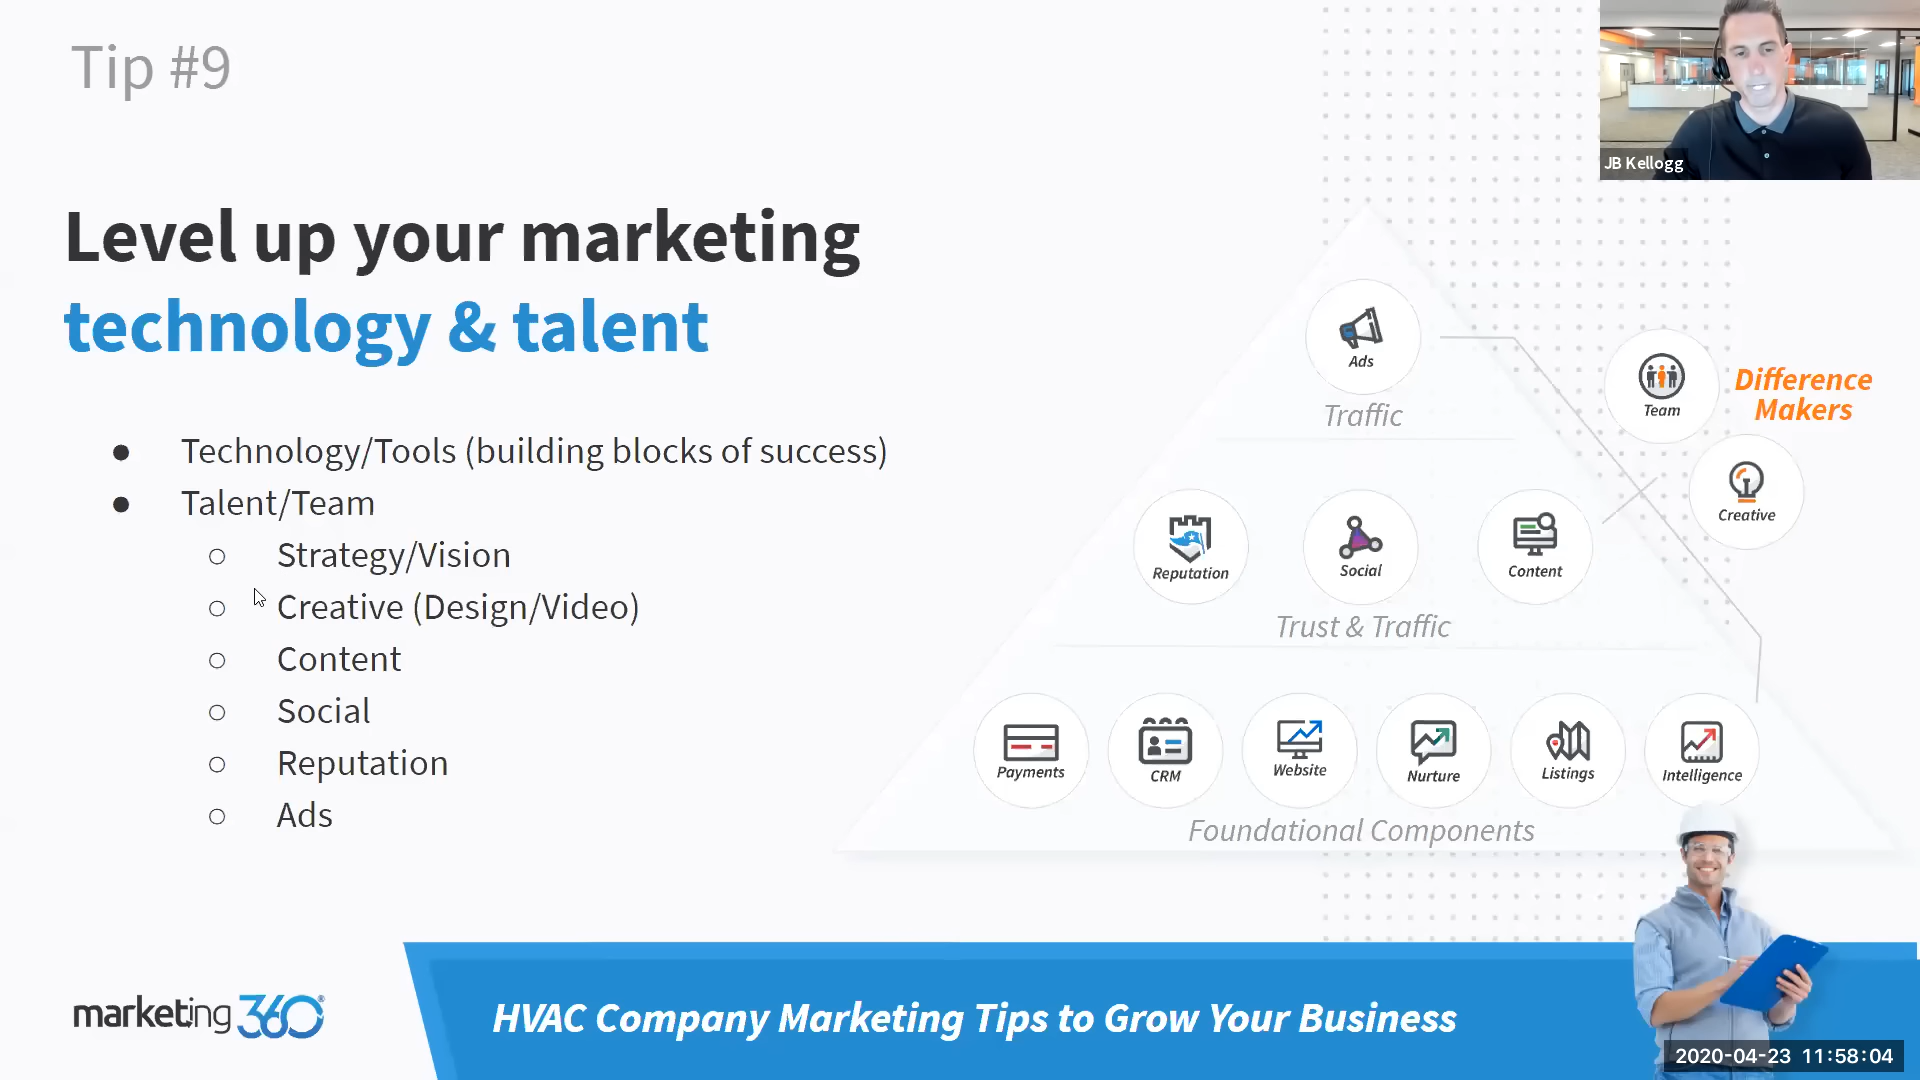 Tip #9
JB Kellogg
Level up your marketing
technology & talent
● Technology/Tools (building blocks of success)
● Talent/Team
○ Strategy/Vision
○ Creative (Design/Video)
○ Content
○ Social
○ Reputation
○ Ads
Ads
Traffic
Team
Difference
Makers
Creative
Reputation
Social
Content
Trust & Traffic
Payments
CRM
Website
Nurture
Listings
Intelligence
Foundational Components
marketing 360®
HVAC Company Marketing Tips to Grow Your Business
2020-04-23 11:58:04